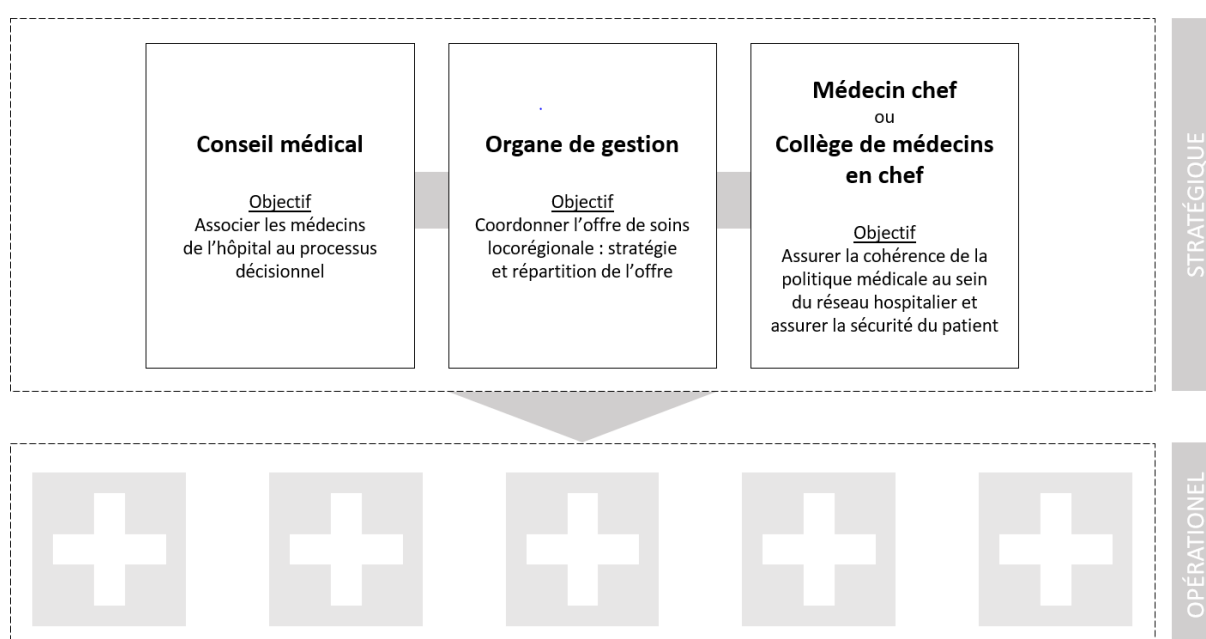 Conseil médical
Objectif
Associer les médecins
de l’hôpital au processus
décisionnel
Organe de gestion
Objectif
Coordonner l’offre de soins
locorégionale : stratégie
et répartition de l’offre
Médecin chef
ou
Collège de médecins
en chef
Objectif
Assurer la cohérence de la
politique médicale au sein
du réseau hospitalier et
assurer la sécurité du patient
STRATÉGIQUE
OPÉRATIONEL